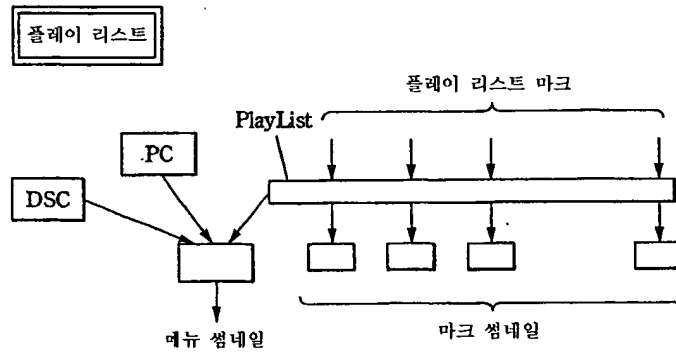 플레이 리스트
플레이 리스트 마크
PlayList
.PC
DSC
메뉴 썸네일
마크 썸네일